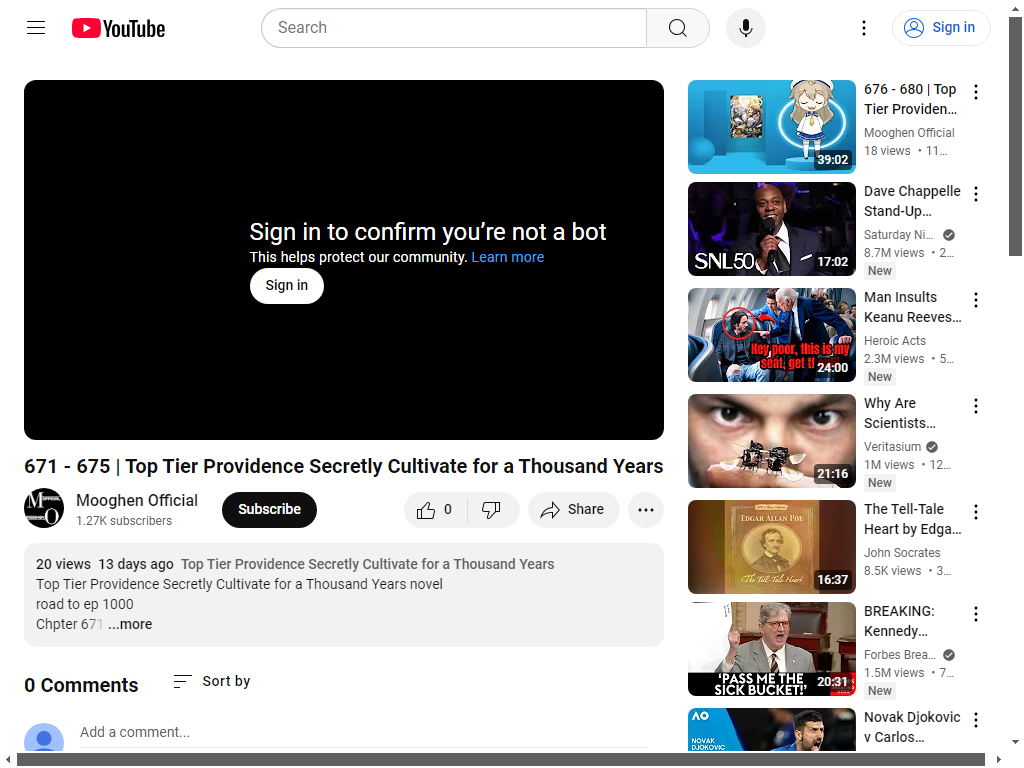 YouTube
Search
Sign in
Sign in to confirm you’re not a bot
This helps protect our community. Learn more
Sign in
671 - 675 | Top Tier Providence Secretly Cultivate for a Thousand Years
Mooghen Official
1.27K subscribers
Subscribe
0
Share
20 views 13 days ago Top Tier Providence Secretly Cultivate for a Thousand Years
Top Tier Providence Secretly Cultivate for a Thousand Years novel
road to ep 1000
Chpter 671 ...more
0 Comments
Sort by
Add a comment...
39:02
676 - 680 | Top
Tier Providen...
Mooghen Official
18 views • 11...
SNL50
17:02
Dave Chappelle
Stand-Up...
Saturday Ni...
8.7M views • 2...
New
Hey poor, this is my
seat, get
24:00
Man Insults
Keanu Reeves...
Heroic Acts
2.3M views • 5...
New
21:16
Why Are
Scientists...
Veritasium
1M views • 12...
New
EDGAR ALLAN POE
The Tell-Tale Heart
16:37
The Tell-Tale
Heart by Edga...
John Socrates
8.5K views • 3...
'PASS ME THE
SICK BUCKET!'
20:31
BREAKING:
Kennedy...
Forbes Brea...
1.5M views • 7...
New
AO
NOVAK
DJOKOVIC
Novak Djokovic
v Carlos...